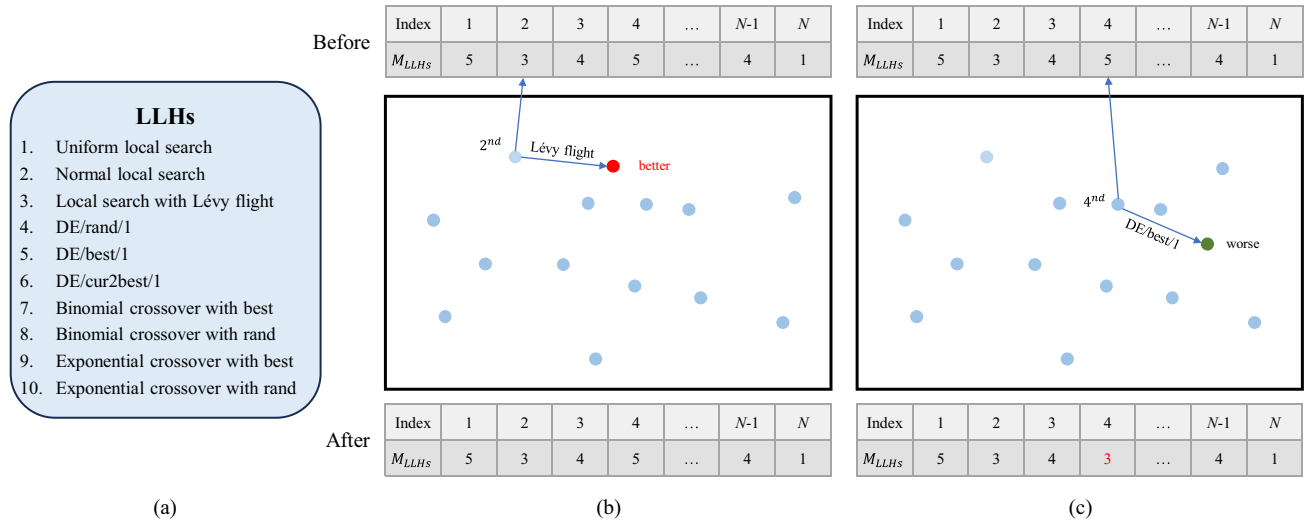 LLHs
1. Uniform local search
2. Normal local search
3. Local search with Lévy flight
4. DE/rand/1
5. DE/best/1
6. DE/cur2best/1
7. Binomial crossover with best
8. Binomial crossover with rand
9. Exponential crossover with best
10. Exponential crossover with rand
(a)
Before
Index 1 2 3 4 … N-1 N
M_LLHs 5 3 4 5 … 4 1
2nd
Lévy flight
better
After
Index 1 2 3 4 … N-1 N
M_LLHs 5 3 4 5 … 4 1
(b)
Index 1 2 3 4 … N-1 N
M_LLHs 5 3 4 5 … 4 1
4nd
DE/best/1
worse
Index 1 2 3 4 … N-1 N
M_LLHs 5 3 4 3 … 4 1
(c)